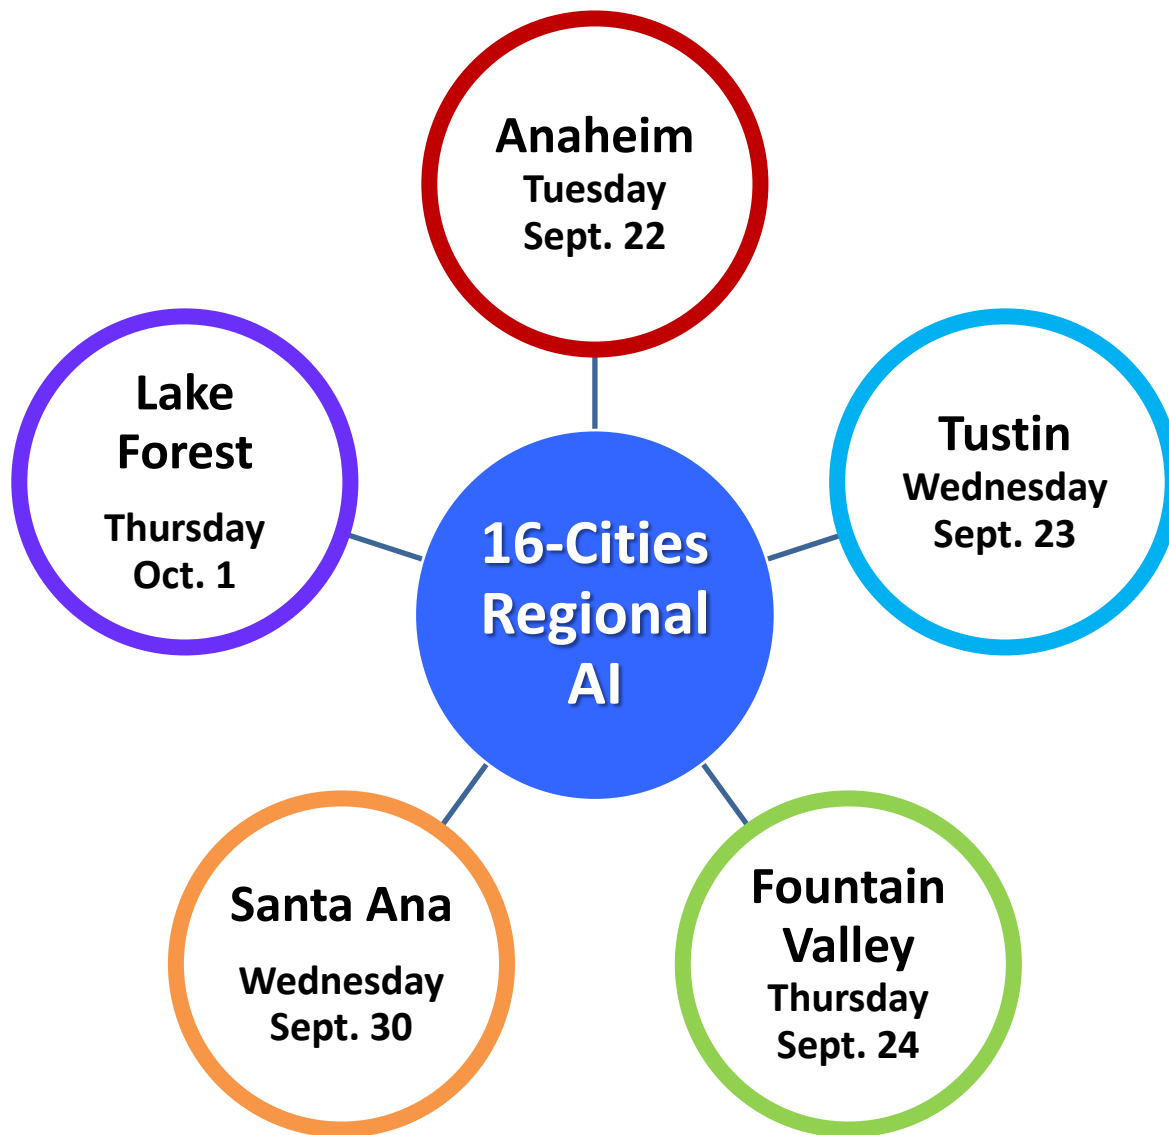 Anaheim
Tuesday
Sept. 22
Tustin
Wednesday
Sept. 23
Fountain
Valley
Thursday
Sept. 24
Santa Ana
Wednesday
Sept. 30
Lake
Forest
Thursday
Oct. 1
16-Cities
Regional
AI